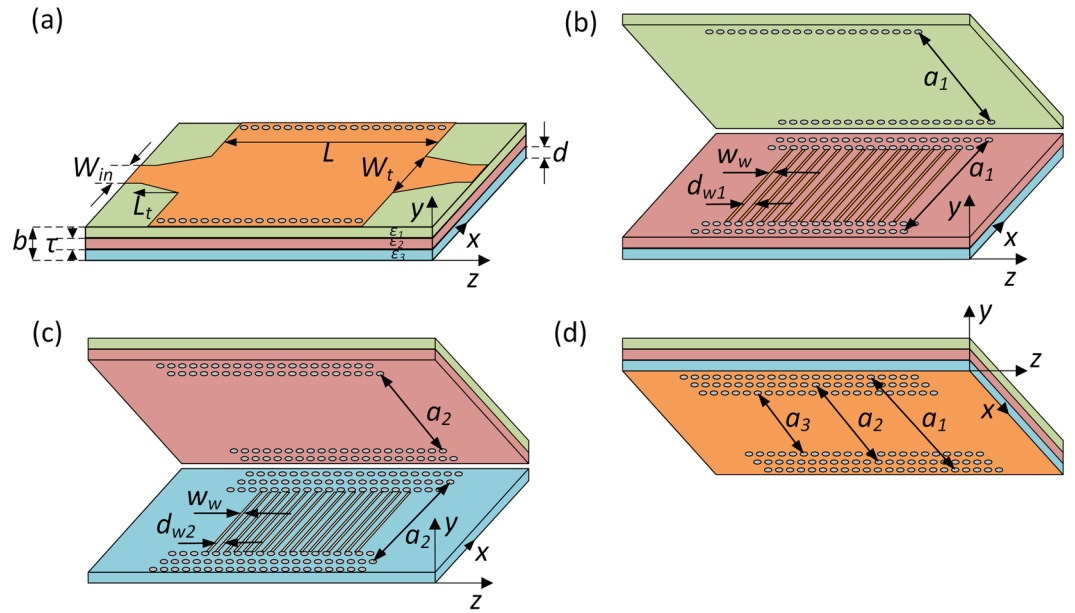 (a)
W_in
L
W_t
d
L_t
y
b
τ
ε₁
ε₂
ε₃
x
z
(b)
a₁
w_w
a₁
d_w1
y
x
z
(c)
a₂
w_w
d_w2
a₂
y
x
z
(d)
y
z
x
a₃
a₂
a₁